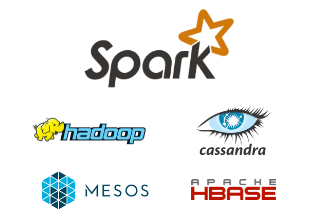 Spark
hadoop
cassandra
MESOS
APACHE
HBASE